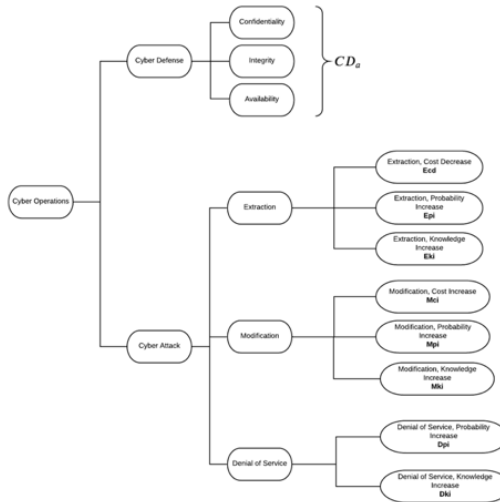 Confidentiality
Cyber Defense
Integrity
CD_a
Availability
Extraction, Cost Decrease
Ecd
Cyber Operations
Extraction
Extraction, Probability
Increase
Epi
Extraction, Knowledge
Increase
Eki
Modification, Cost Increase
Mci
Cyber Attack
Modification
Modification, Probability
Increase
Mpi
Modification, Knowledge
Increase
Mki
Denial of Service, Probability
Increase
Dpi
Denial of Service
Denial of Service, Knowledge
Increase
Dki